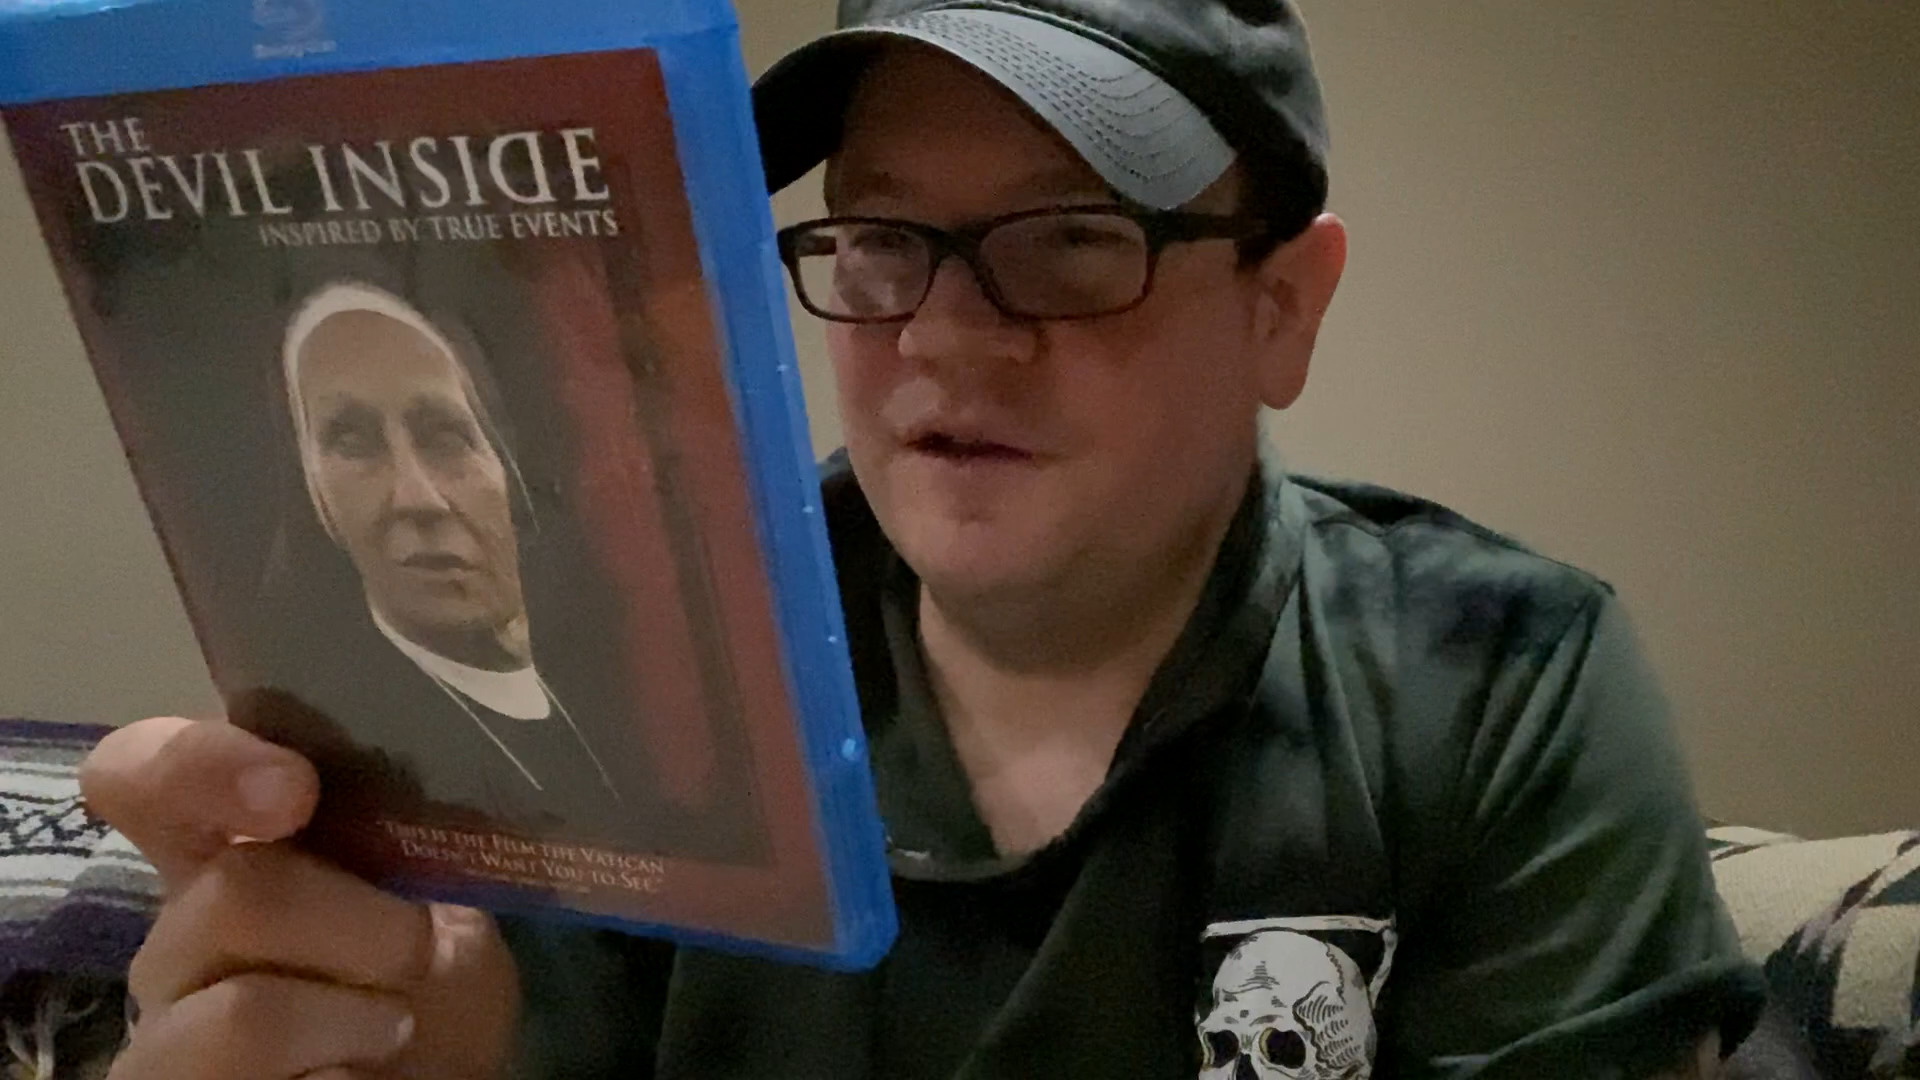 THE
DEVIL INSIDE
INSPIRED BY TRUE EVENTS
"THIS IS THE FILM THE VATICAN
DOESN'T WANT YOU TO SEE"